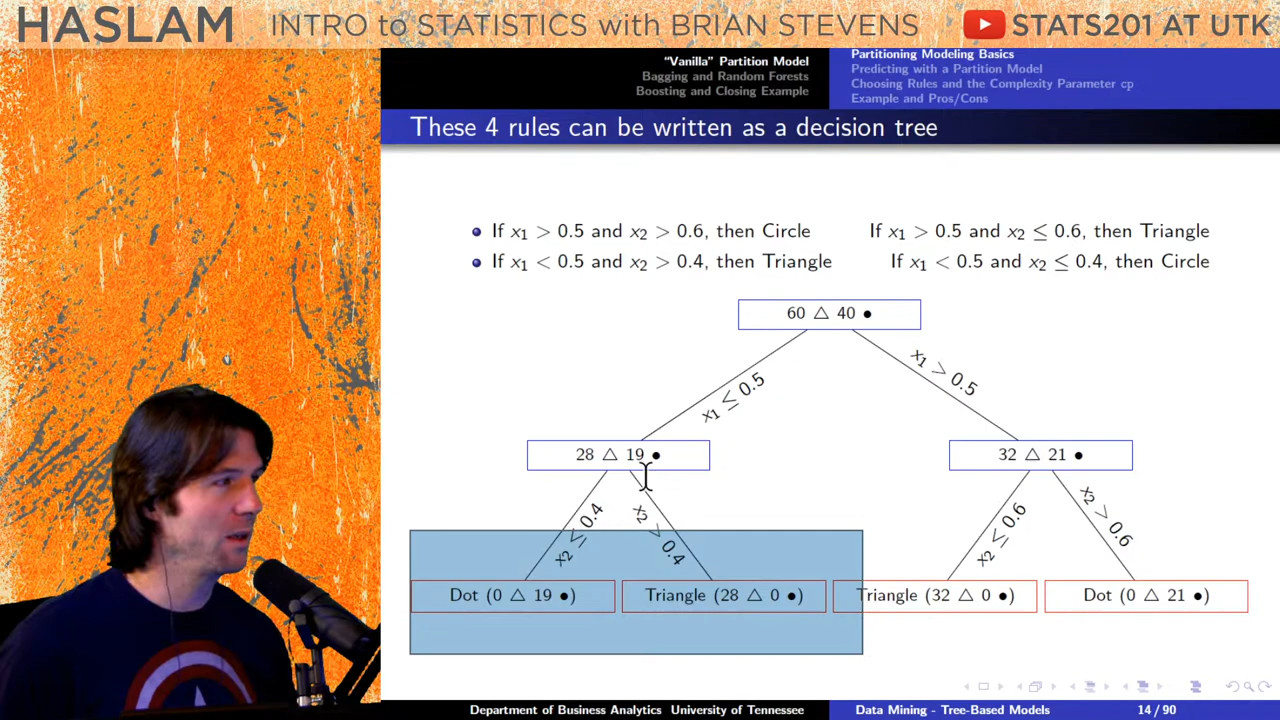 HASLAM INTRO to STATISTICS with BRIAN STEVENS STATS201 AT UTK
"Vanilla" Partition Model
Bagging and Random Forests
Boosting and Closing Example
Partitioning Modeling Basics
Predicting with a Partition Model
Choosing Rules and the Complexity Parameter cp
Example and Pros/Cons
These 4 rules can be written as a decision tree
If x₁ > 0.5 and x₂ > 0.6, then Circle If x₁ > 0.5 and x₂ ≤ 0.6, then Triangle
If x₁ < 0.5 and x₂ > 0.4, then Triangle If x₁ < 0.5 and x₂ ≤ 0.4, then Circle
60 △ 40 ●
x₁ ≤ 0.5 x₁ > 0.5
28 △ 19 ● 32 △ 21 ●
x₂ ≤ 0.4 x₂ > 0.4 x₂ ≤ 0.6 x₂ > 0.6
Dot (0 △ 19 ●) Triangle (28 △ 0 ●) Triangle (32 △ 0 ●) Dot (0 △ 21 ●)
Department of Business Analytics University of Tennessee Data Mining - Tree-Based Models 14 / 90